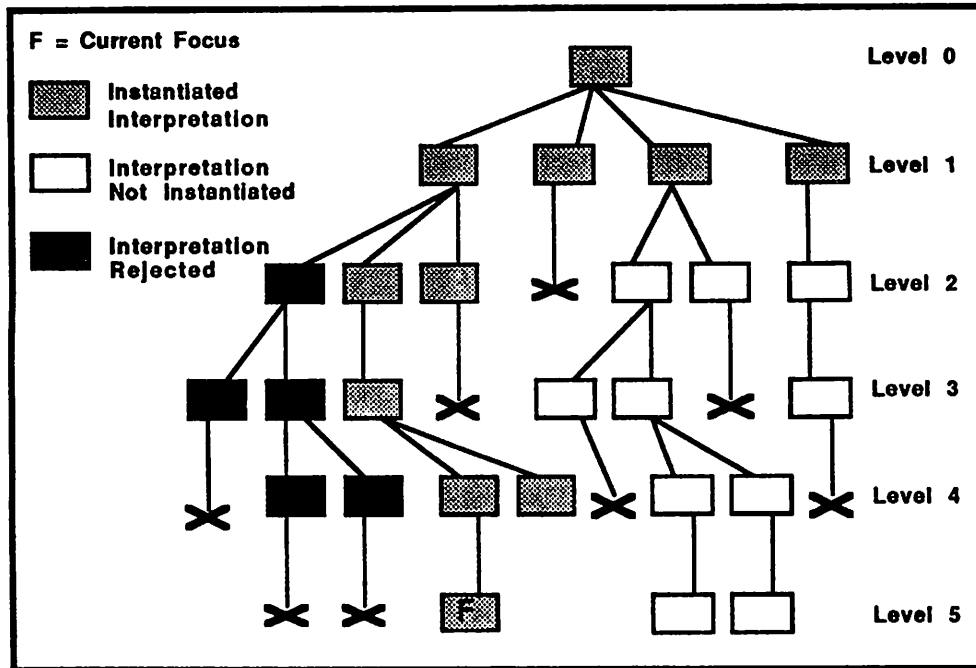 F = Current Focus
Instantiated
Interpretation
Interpretation
Not Instantiated
Interpretation
Rejected
Level 0
Level 1
Level 2
Level 3
Level 4
F
Level 5